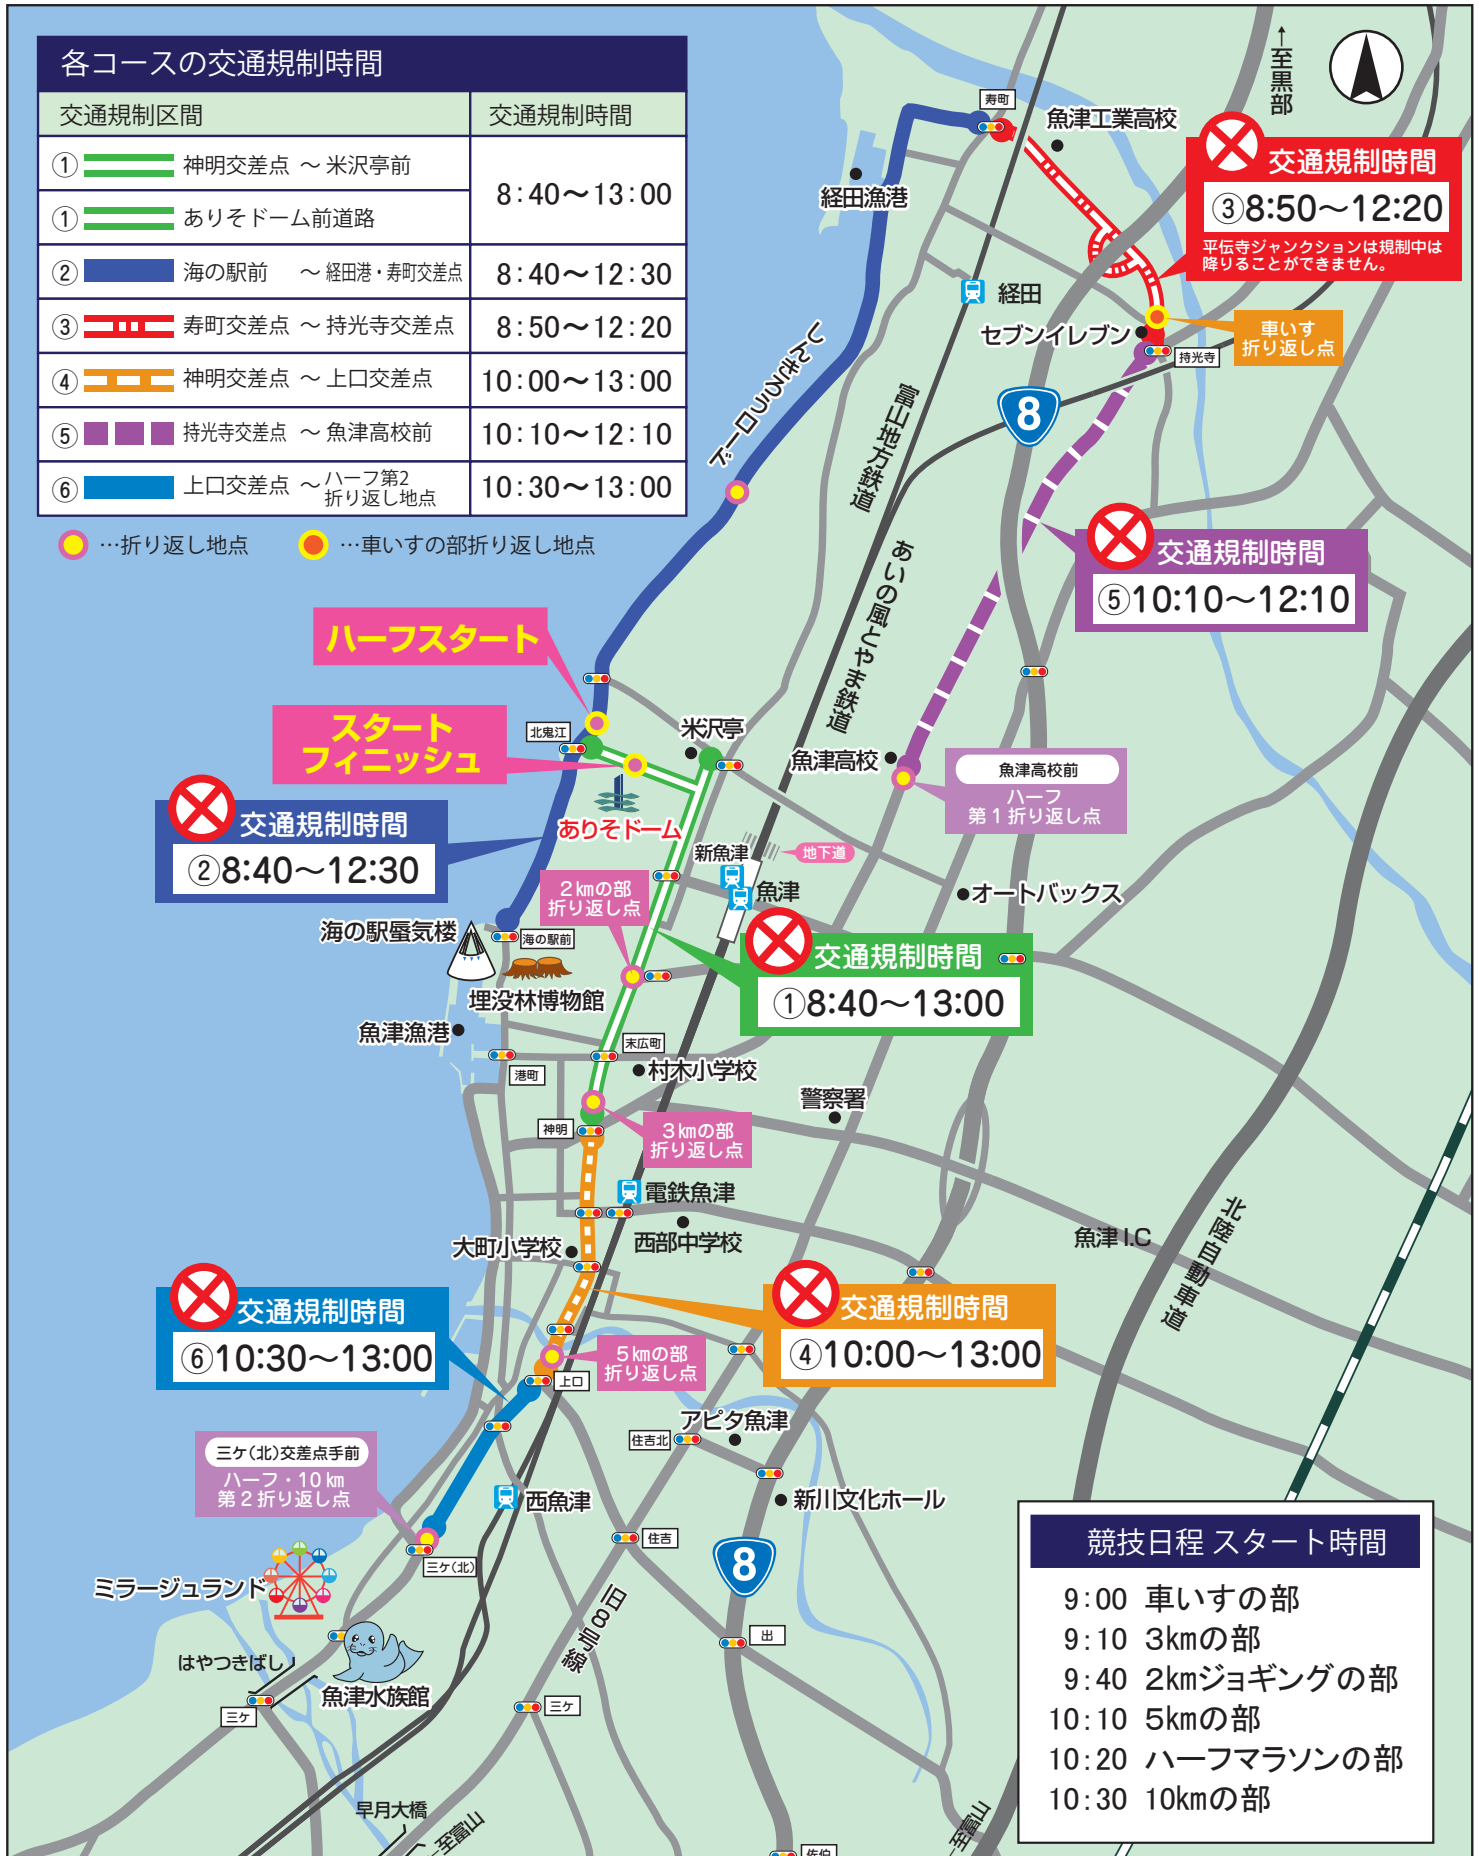 各コースの交通規制時間
交通規制区間
交通規制時間
① 神明交差点 ～ 米沢亭前
8:40～13:00
① ありそドーム前道路
② 海の駅前 ～ 経田港・寿町交差点
8:40～12:30
③ 寿町交差点 ～ 持光寺交差点
8:50～12:20
④ 神明交差点 ～ 上口交差点
10:00～13:00
⑤ 持光寺交差点 ～ 魚津高校前
10:10～12:10
⑥ 上口交差点 ～ ハーフ第2
折り返し地点
10:30～13:00
…折り返し地点
…車いすの部折り返し地点
↑至黒部
寿町
魚津工業高校
経田漁港
交通規制時間
③8:50～12:20
平伝寺ジャンクションは規制中は
降りることができません。
経田
セブンイレブン
車いす
折り返し点
持光寺
しんきろうロード
富山地方鉄道
8
あいの風とやま鉄道
交通規制時間
⑤10:10～12:10
ハーフスタート
スタート
フィニッシュ
北鬼江
米沢亭
魚津高校
魚津高校前
ハーフ
第1折り返し点
ありそドーム
交通規制時間
②8:40～12:30
新魚津
地下道
魚津
オートバックス
2kmの部
折り返し点
海の駅蜃気楼
海の駅前
埋没林博物館
交通規制時間
①8:40～13:00
魚津漁港
末広町
港町
村木小学校
警察署
神明
3kmの部
折り返し点
電鉄魚津
西部中学校
大町小学校
魚津I.C
北陸自動車道
交通規制時間
⑥10:30～13:00
交通規制時間
④10:00～13:00
5kmの部
折り返し点
上口
アピタ魚津
住吉北
三ケ(北)交差点手前
ハーフ・10km
第2折り返し点
西魚津
新川文化ホール
住吉
8
三ケ(北)
ミラージュランド
旧8号線
出
はやつきばし
魚津水族館
三ケ
三ケ
早月大橋
←至富山
←至富山
佐伯
競技日程 スタート時間
9:00 車いすの部
9:10 3kmの部
9:40 2kmジョギングの部
10:10 5kmの部
10:20 ハーフマラソンの部
10:30 10kmの部